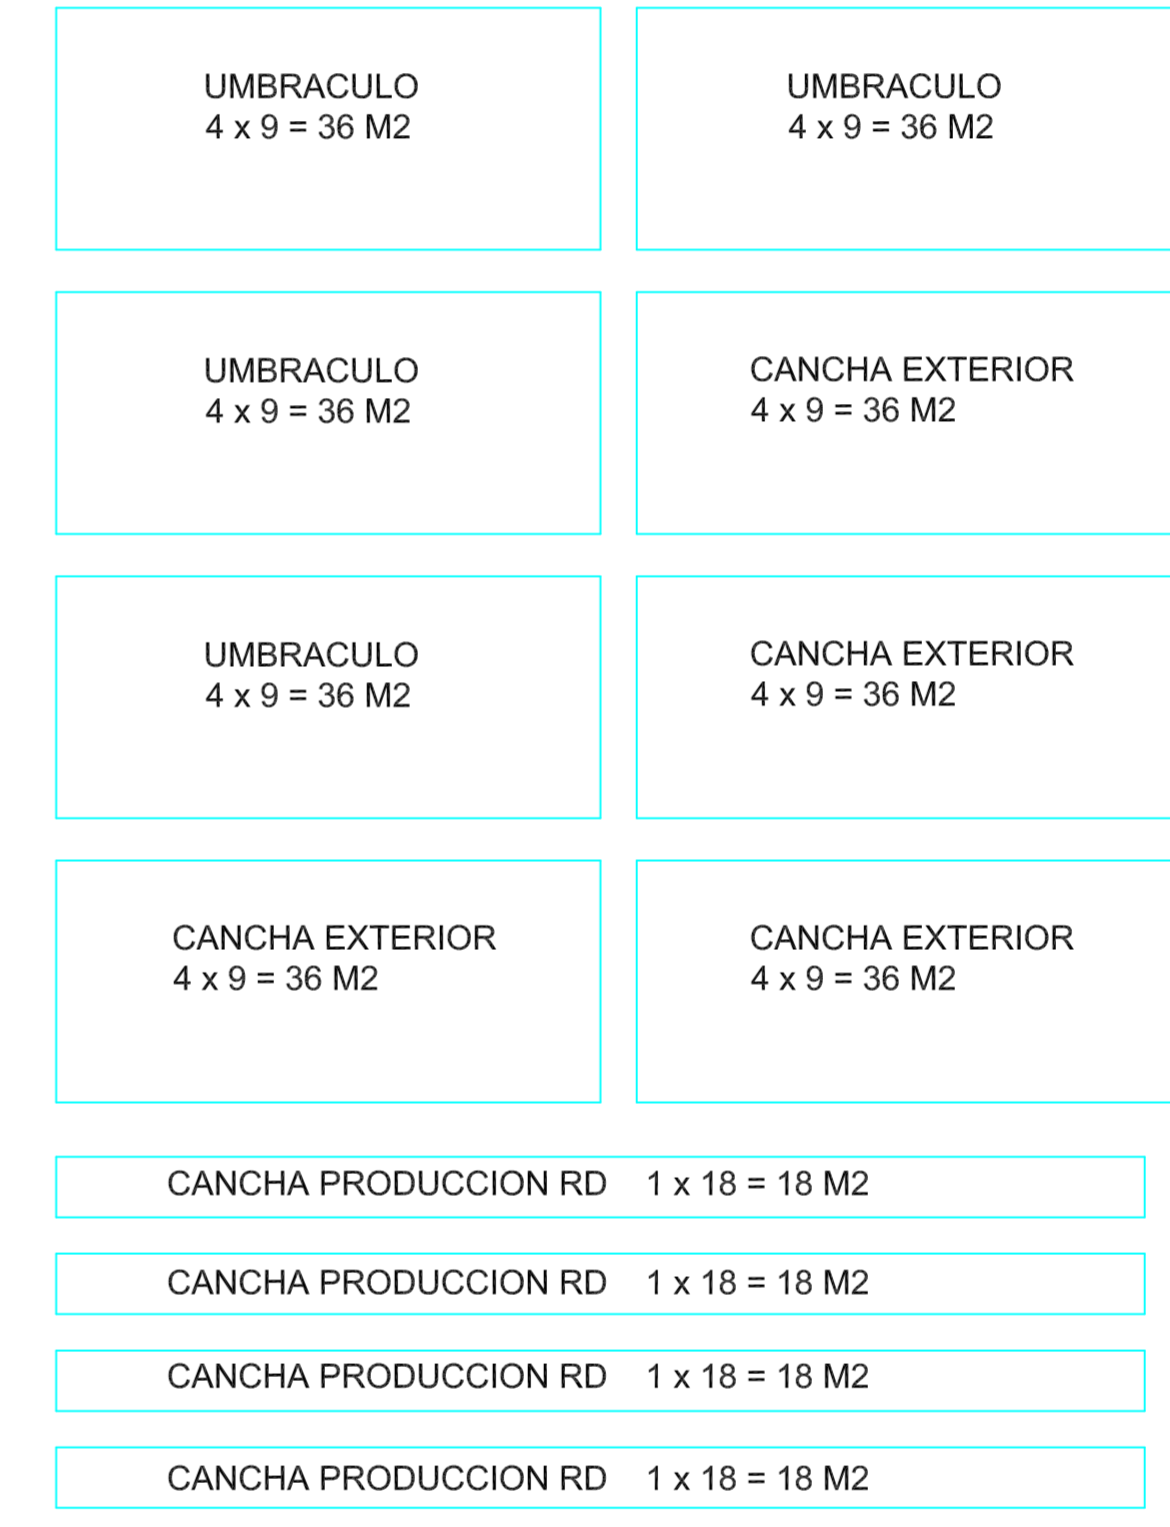 UMBRACULO
4 x 9 = 36 M2
UMBRACULO
4 x 9 = 36 M2
UMBRACULO
4 x 9 = 36 M2
CANCHA EXTERIOR
4 x 9 = 36 M2
UMBRACULO
4 x 9 = 36 M2
CANCHA EXTERIOR
4 x 9 = 36 M2
CANCHA EXTERIOR
4 x 9 = 36 M2
CANCHA EXTERIOR
4 x 9 = 36 M2
CANCHA PRODUCCION RD 1 x 18 = 18 M2
CANCHA PRODUCCION RD 1 x 18 = 18 M2
CANCHA PRODUCCION RD 1 x 18 = 18 M2
CANCHA PRODUCCION RD 1 x 18 = 18 M2